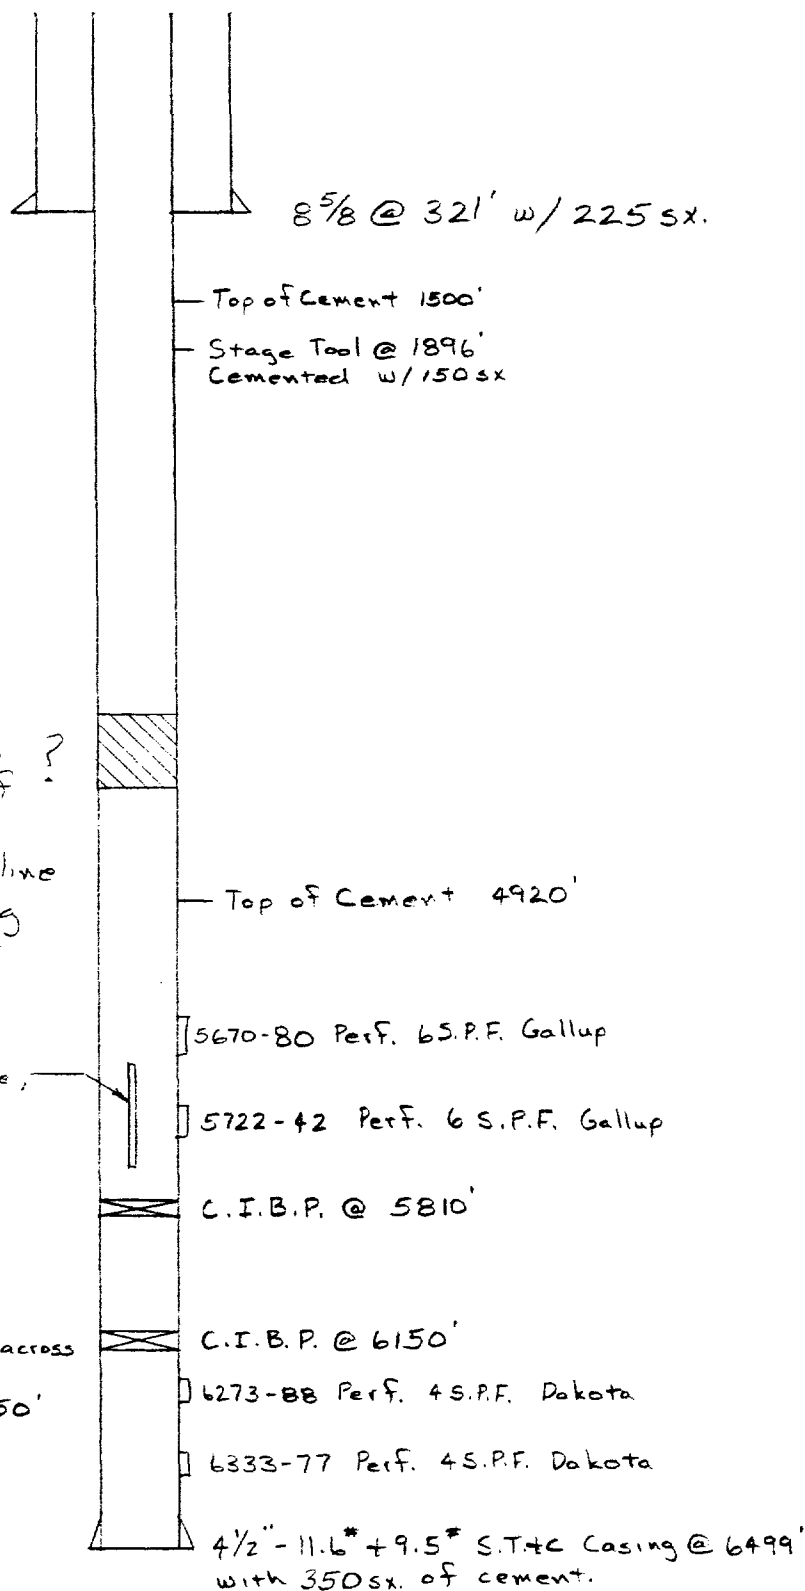 8 5/8 @ 321' w/ 225 sx.
Top of Cement 1500'
Stage Tool @ 1896'
Cemented w/ 150 sx
?
line
Top of Cement 4920'
5670-80 Perf. 6 S.P.F. Gallup
5722-42 Perf. 6 S.P.F. Gallup
C.I.B.P. @ 5810'
across
C.I.B.P. @ 6150'
6273-88 Perf. 4 S.P.F. Dakota
50'
6333-77 Perf. 4 S.P.F. Dakota
4 1/2" - 11.6# + 9.5# S.T.+C Casing @ 6499'
with 350 sx. of cement.